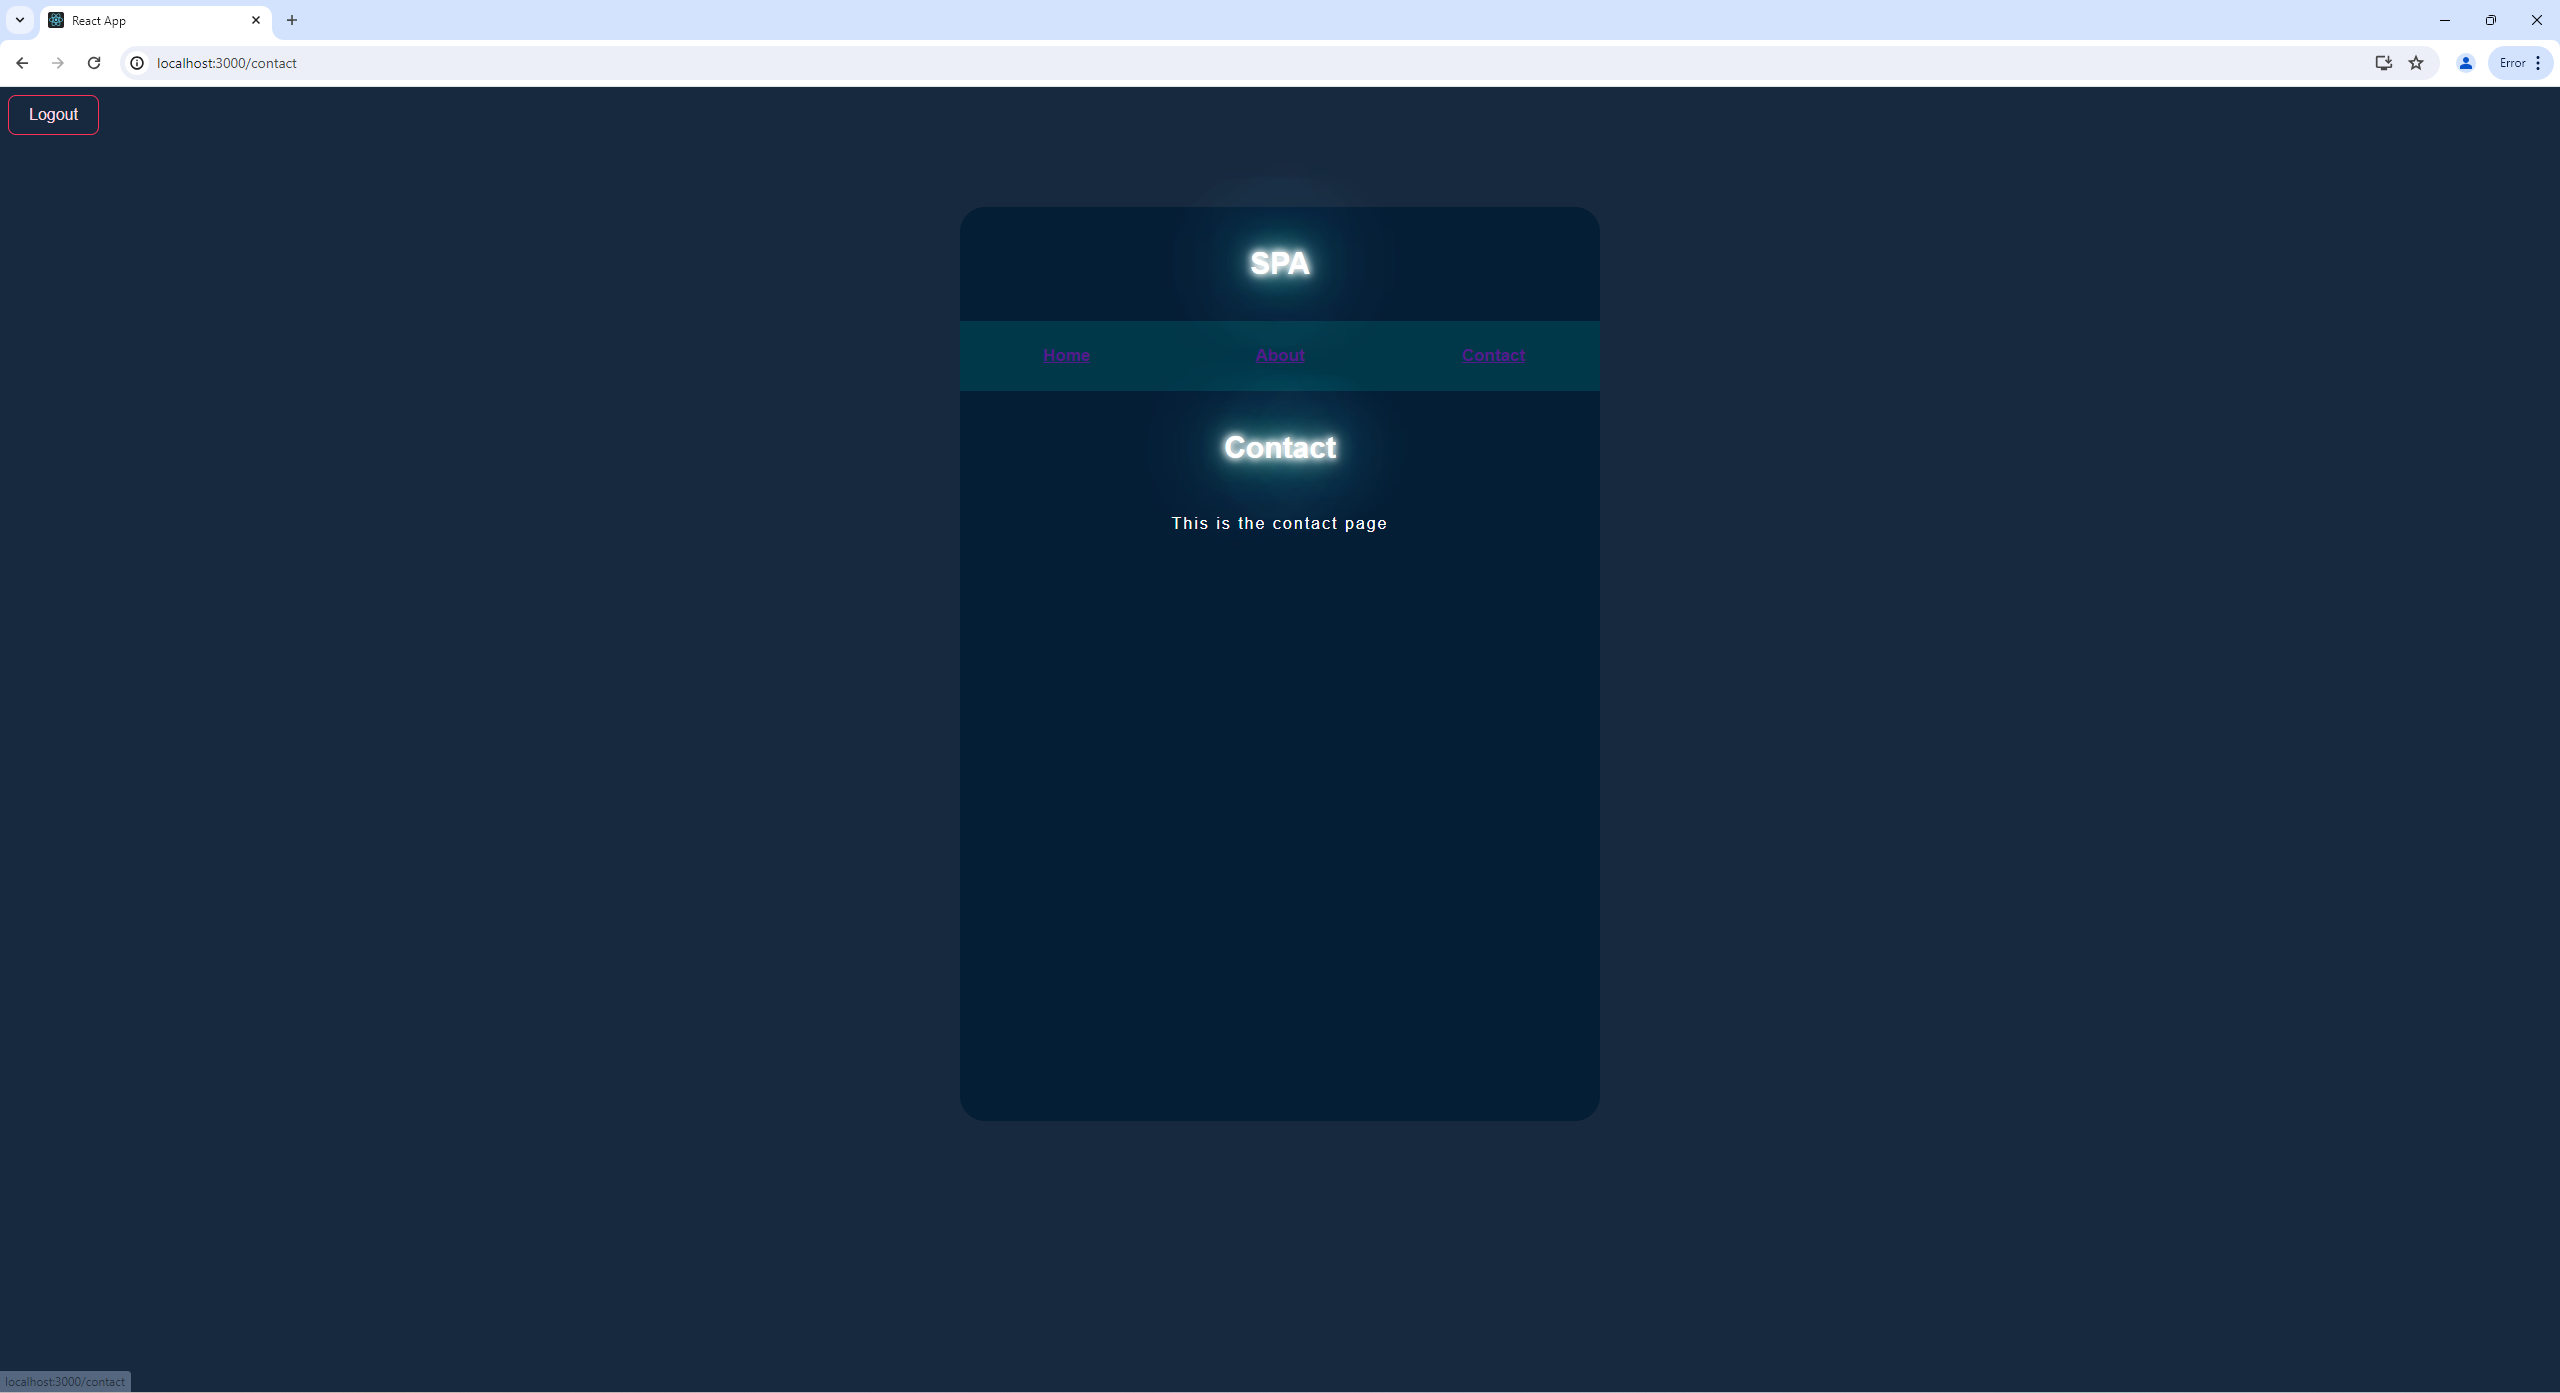 React App
localhost:3000/contact
Error
Logout
SPA
Home About Contact
Contact
This is the contact page
localhost:3000/contact